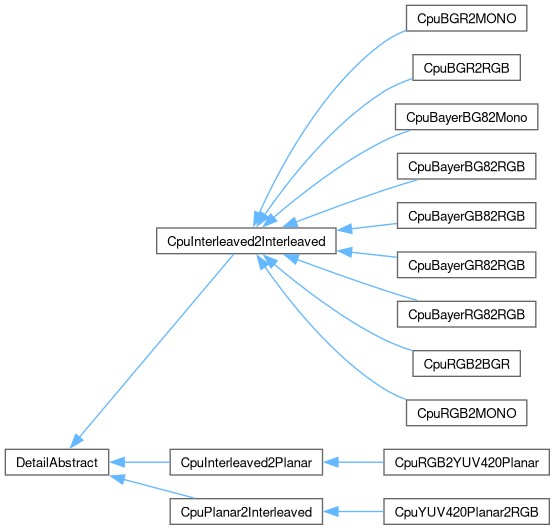 CpuBGR2MONO
CpuBGR2RGB
CpuBayerBG82Mono
CpuBayerBG82RGB
CpuBayerGB82RGB
CpuInterleaved2Interleaved
CpuBayerGR82RGB
CpuBayerRG82RGB
CpuRGB2BGR
CpuRGB2MONO
DetailAbstract
CpuInterleaved2Planar
CpuRGB2YUV420Planar
CpuPlanar2Interleaved
CpuYUV420Planar2RGB